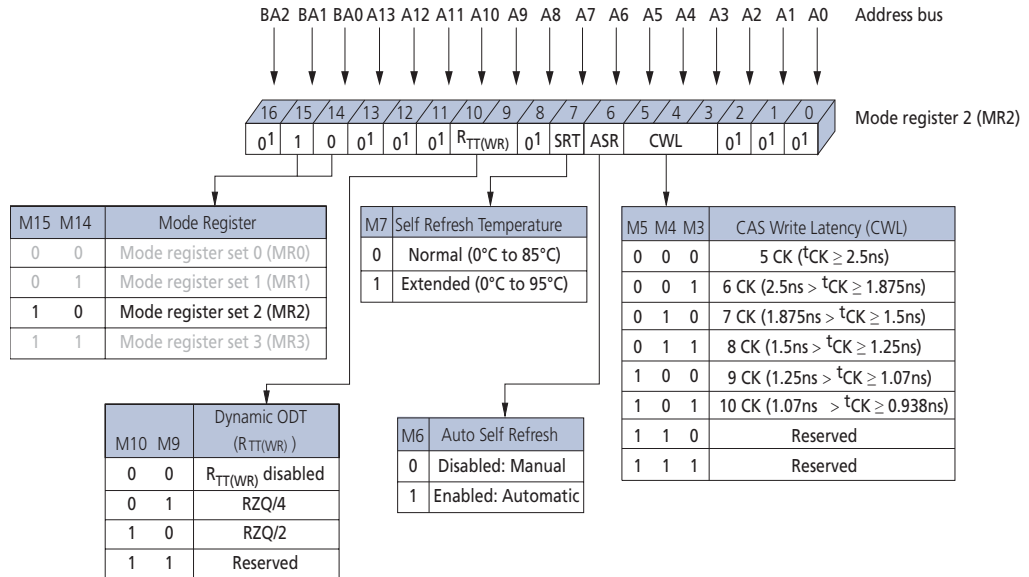 BA2 BA1 BA0 A13 A12 A11 A10 A9 A8 A7 A6 A5 A4 A3 A2 A1 A0 Address bus
16 15 14 13 12 11 10 9 8 7 6 5 4 3 2 1 0
Mode register 2 (MR2)
0¹ 1 0 0¹ 0¹ 0¹ RTT(WR) 0¹ SRT ASR CWL 0¹ 0¹ 0¹
M15 M14 Mode Register
0 0 Mode register set 0 (MR0)
0 1 Mode register set 1 (MR1)
1 0 Mode register set 2 (MR2)
1 1 Mode register set 3 (MR3)
M7 Self Refresh Temperature
0 Normal (0°C to 85°C)
1 Extended (0°C to 95°C)
M5 M4 M3 CAS Write Latency (CWL)
0 0 0 5 CK (tCK ≥ 2.5ns)
0 0 1 6 CK (2.5ns > tCK ≥ 1.875ns)
0 1 0 7 CK (1.875ns > tCK ≥ 1.5ns)
0 1 1 8 CK (1.5ns > tCK ≥ 1.25ns)
1 0 0 9 CK (1.25ns > tCK ≥ 1.07ns)
1 0 1 10 CK (1.07ns > tCK ≥ 0.938ns)
1 1 0 Reserved
1 1 1 Reserved
Dynamic ODT
M10 M9 (RTT(WR) )
0 0 RTT(WR) disabled
0 1 RZQ/4
1 0 RZQ/2
1 1 Reserved
M6 Auto Self Refresh
0 Disabled: Manual
1 Enabled: Automatic